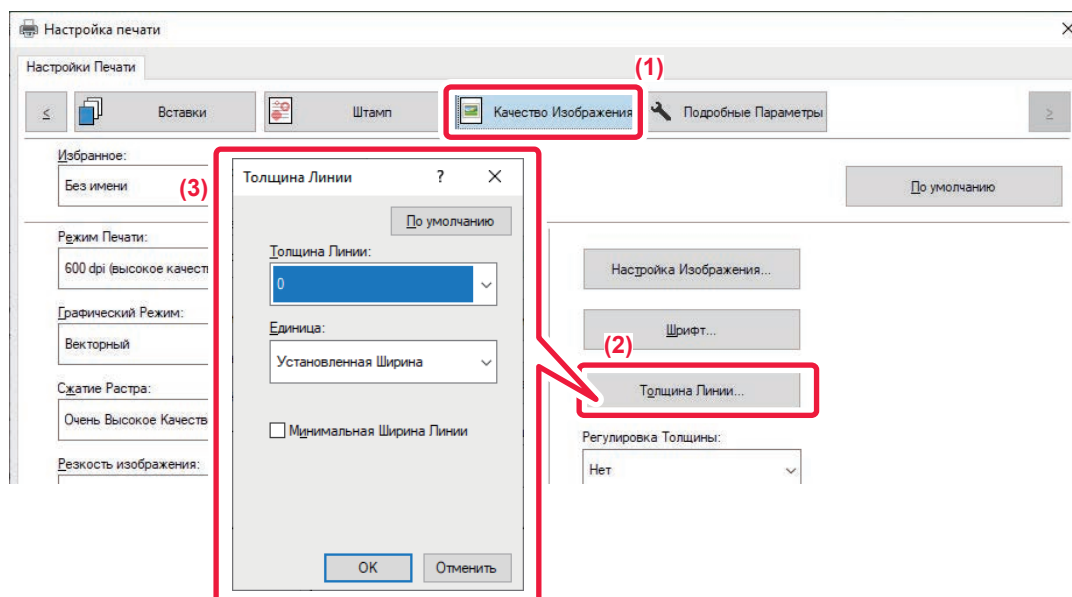 Настройка печати
Настройки Печати
(1)
<
Вставки
Штамп
Качество Изображения
Подробные Параметры
>
Избранное:
Без имени
По умолчанию
(3)
Толщина Линии
?
По умолчанию
Толщина Линии:
0
Единица:
Установленная Ширина
Минимальная Ширина Линии
OK
Отменить
Режим Печати:
600 dpi (высокое качест
Графический Режим:
Векторный
Сжатие Растра:
Очень Высокое Качеств
Резкость изображения:
Настройка Изображения...
Шрифт...
(2)
Толщина Линии...
Регулировка Толщины:
Нет